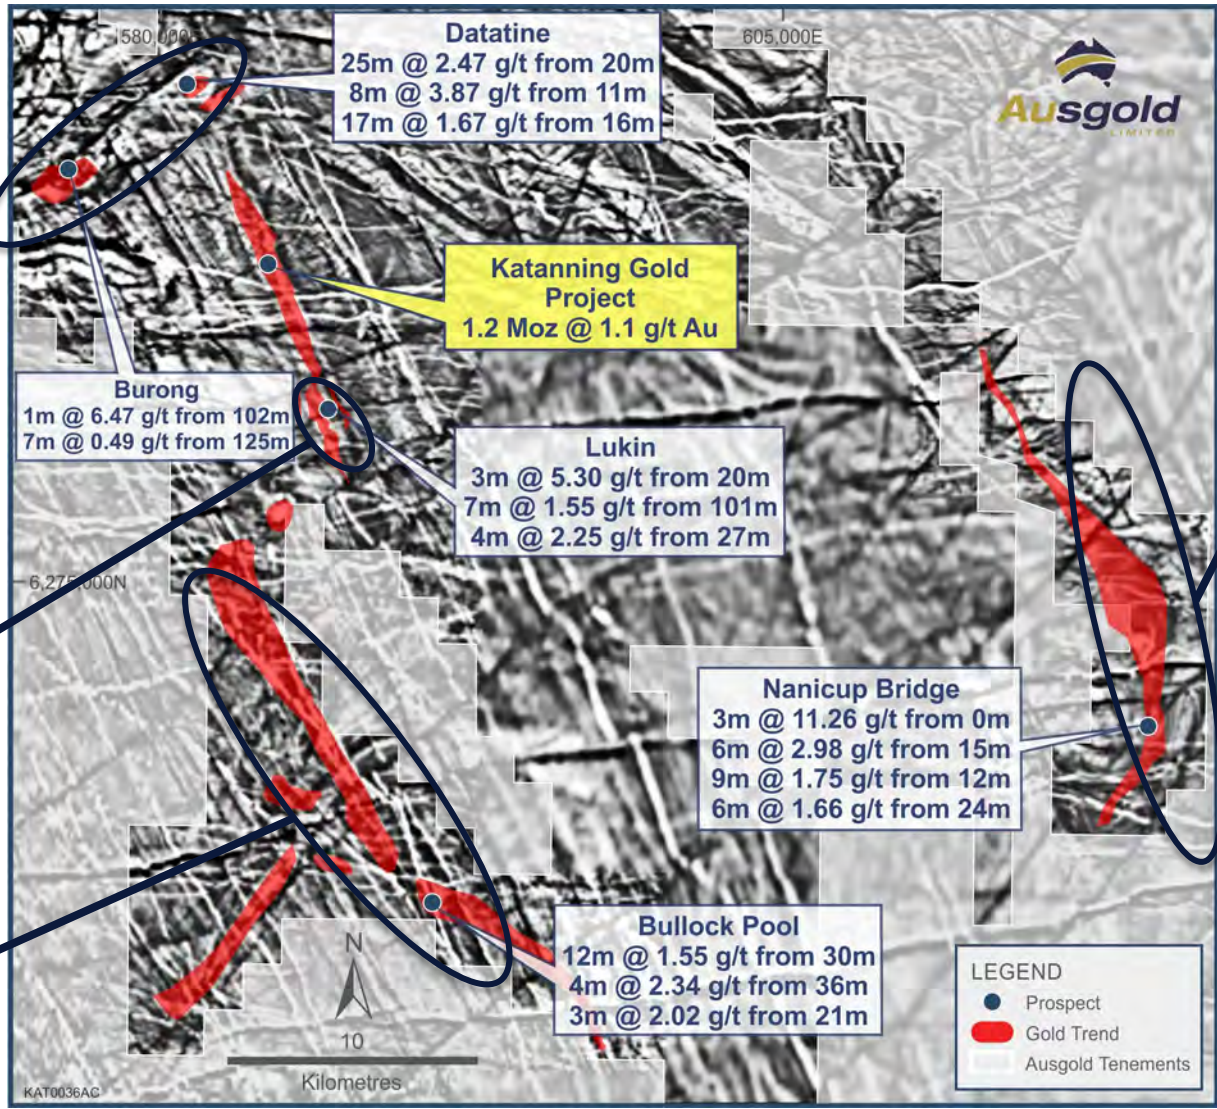 580,000E
605,000E
Ausgold
LIMITED
Datatine
25m @ 2.47 g/t from 20m
8m @ 3.87 g/t from 11m
17m @ 1.67 g/t from 16m
Katanning Gold
Project
1.2 Moz @ 1.1 g/t Au
Burong
1m @ 6.47 g/t from 102m
7m @ 0.49 g/t from 125m
Lukin
3m @ 5.30 g/t from 20m
7m @ 1.55 g/t from 101m
4m @ 2.25 g/t from 27m
6,275,000N
Nanicup Bridge
3m @ 11.26 g/t from 0m
6m @ 2.98 g/t from 15m
9m @ 1.75 g/t from 12m
6m @ 1.66 g/t from 24m
Bullock Pool
12m @ 1.55 g/t from 30m
4m @ 2.34 g/t from 36m
3m @ 2.02 g/t from 21m
N
10
Kilometres
LEGEND
Prospect
Gold Trend
Ausgold Tenements
KAT0036AC